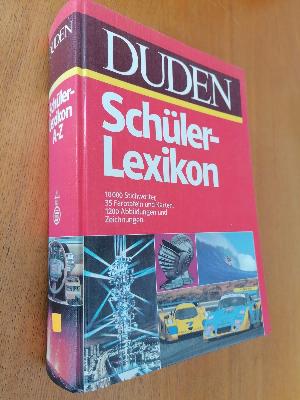 DUDEN
Schüler-
Lexikon
A-Z
DUDEN
Schüler-
Lexikon
10000 Stichwörter,
35 Farbtafeln und Karten,
1200 Abbildungen und
Zeichnungen